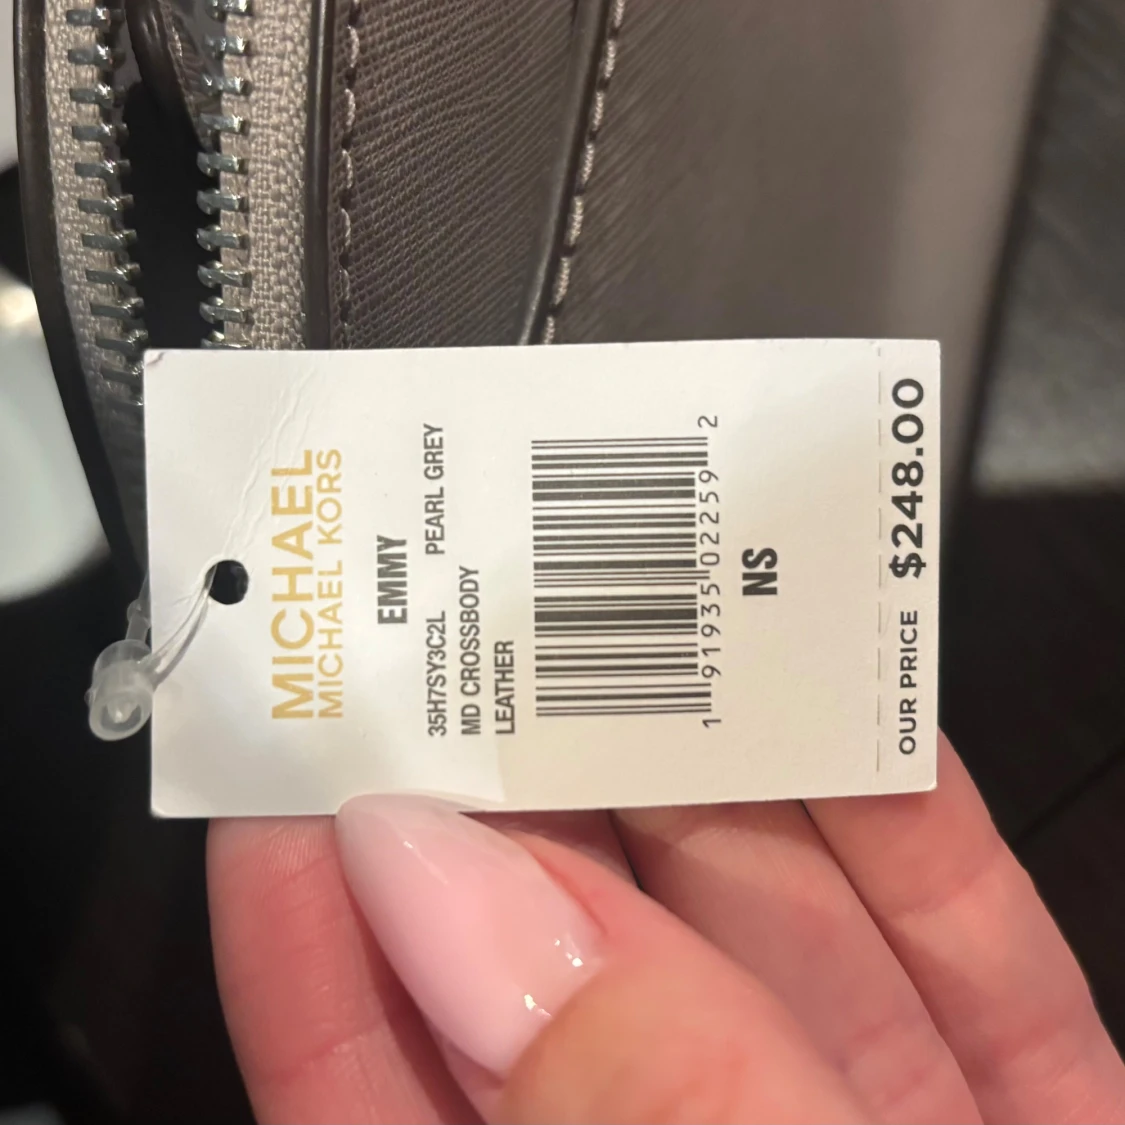 MICHAEL
MICHAEL KORS
EMMY
35H7SY3C2L PEARL GREY
MD CROSSBODY
LEATHER
1 91935 02259 2
NS
OUR PRICE $248.00